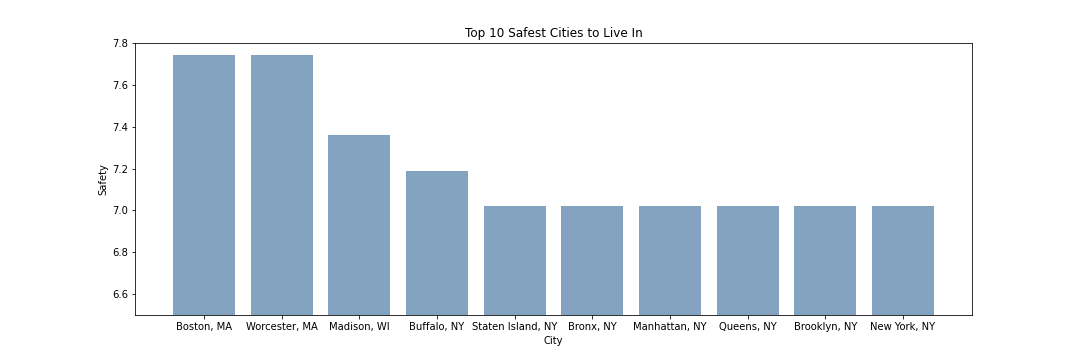 Top 10 Safest Cities to Live In
7.8
7.6
7.4
7.2
7.0
6.8
6.6
Safety
Boston, MA Worcester, MA Madison, WI Buffalo, NY Staten Island, NY Bronx, NY Manhattan, NY Queens, NY Brooklyn, NY New York, NY
City